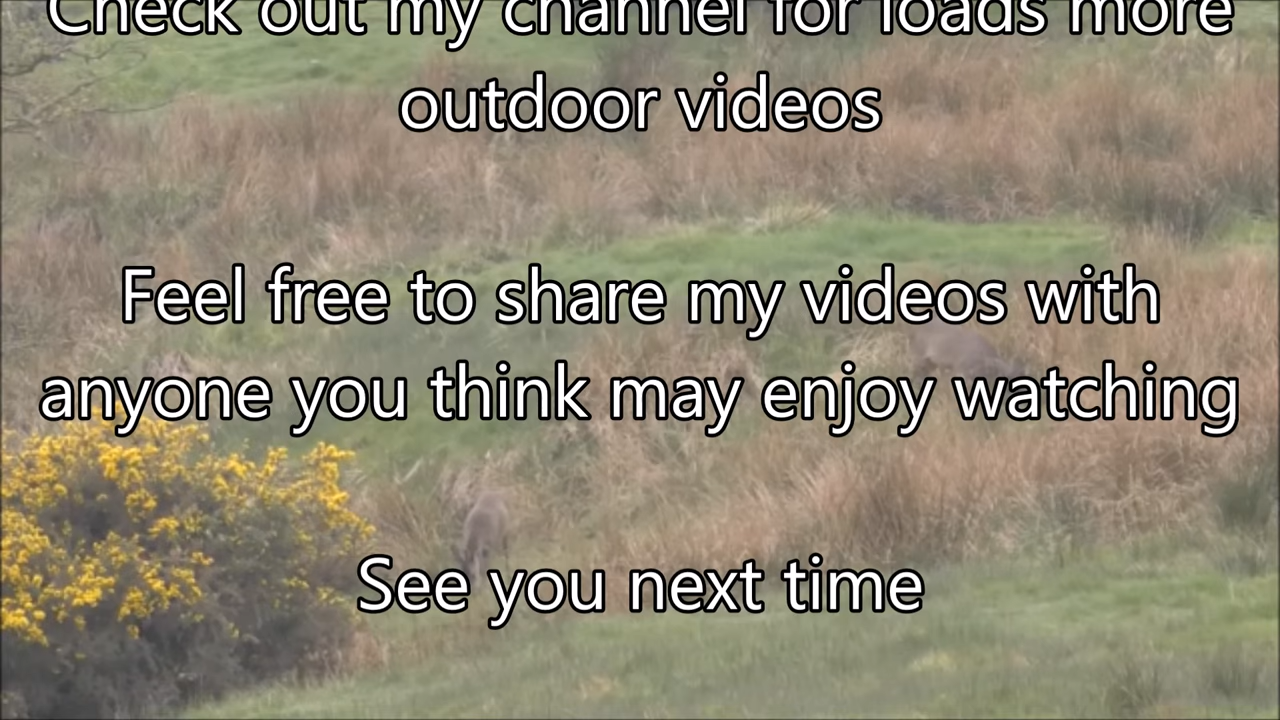 Check out my channel for loads more
outdoor videos
Feel free to share my videos with
anyone you think may enjoy watching
See you next time